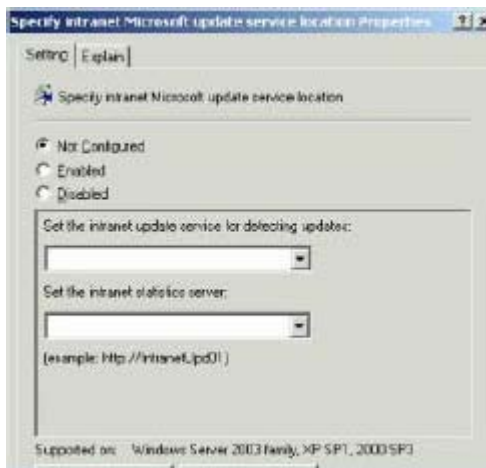 Specify intranet Microsoft update service location Properties
Setting Explain
Specify intranet Microsoft update service location
Not Configured
Enabled
Disabled
Set the intranet update service for detecting updates:
Set the intranet statistics server:
(example: http://IntranetUpd01)
Supported on: Windows Server 2003 family, XP SP1, 2000 SP3